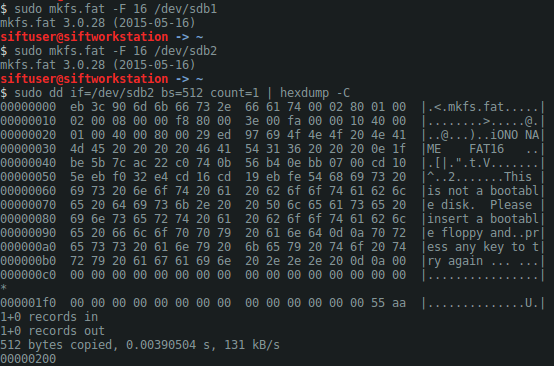 $ sudo mkfs.fat -F 16 /dev/sdb1
mkfs.fat 3.0.28 (2015-05-16)
siftuser@siftworkstation -> ~
$ sudo mkfs.fat -F 16 /dev/sdb2
mkfs.fat 3.0.28 (2015-05-16)
siftuser@siftworkstation -> ~
$ sudo dd if=/dev/sdb2 bs=512 count=1 | hexdump -C
00000000  eb 3c 90 6d 6b 66 73 2e  66 61 74 00 02 80 01 00  |.<.mkfs.fat.....|
00000010  02 00 08 00 00 f8 80 00  3e 00 fa 00 00 10 40 00  |........>.....@.|
00000020  01 00 40 00 80 00 29 ed  97 69 4f 4e 4f 20 4e 41  |..@...)..iONO NA|
00000030  4d 45 20 20 20 20 46 41  54 31 36 20 20 20 0e 1f  |ME    FAT16   ..|
00000040  be 5b 7c ac 22 c0 74 0b  56 b4 0e bb 07 00 cd 10  |.[|.".t.V.......|
00000050  5e eb f0 32 e4 cd 16 cd  19 eb fe 54 68 69 73 20  |^..2.......This |
00000060  69 73 20 6e 6f 74 20 61  20 62 6f 6f 74 61 62 6c  |is not a bootabl|
00000070  65 20 64 69 73 6b 2e 20  20 50 6c 65 61 73 65 20  |e disk.  Please |
00000080  69 6e 73 65 72 74 20 61  20 62 6f 6f 74 61 62 6c  |insert a bootabl|
00000090  65 20 66 6c 6f 70 70 79  20 61 6e 64 0d 0a 70 72  |e floppy and..pr|
000000a0  65 73 73 20 61 6e 79 20  6b 65 79 20 74 6f 20 74  |ess any key to t|
000000b0  72 79 20 61 67 61 69 6e  20 2e 2e 2e 20 0d 0a 00  |ry again ... ...|
000000c0  00 00 00 00 00 00 00 00  00 00 00 00 00 00 00 00  |................|
*
000001f0  00 00 00 00 00 00 00 00  00 00 00 00 00 00 55 aa  |..............U.|
1+0 records in
1+0 records out
512 bytes copied, 0.00390504 s, 131 kB/s
00000200